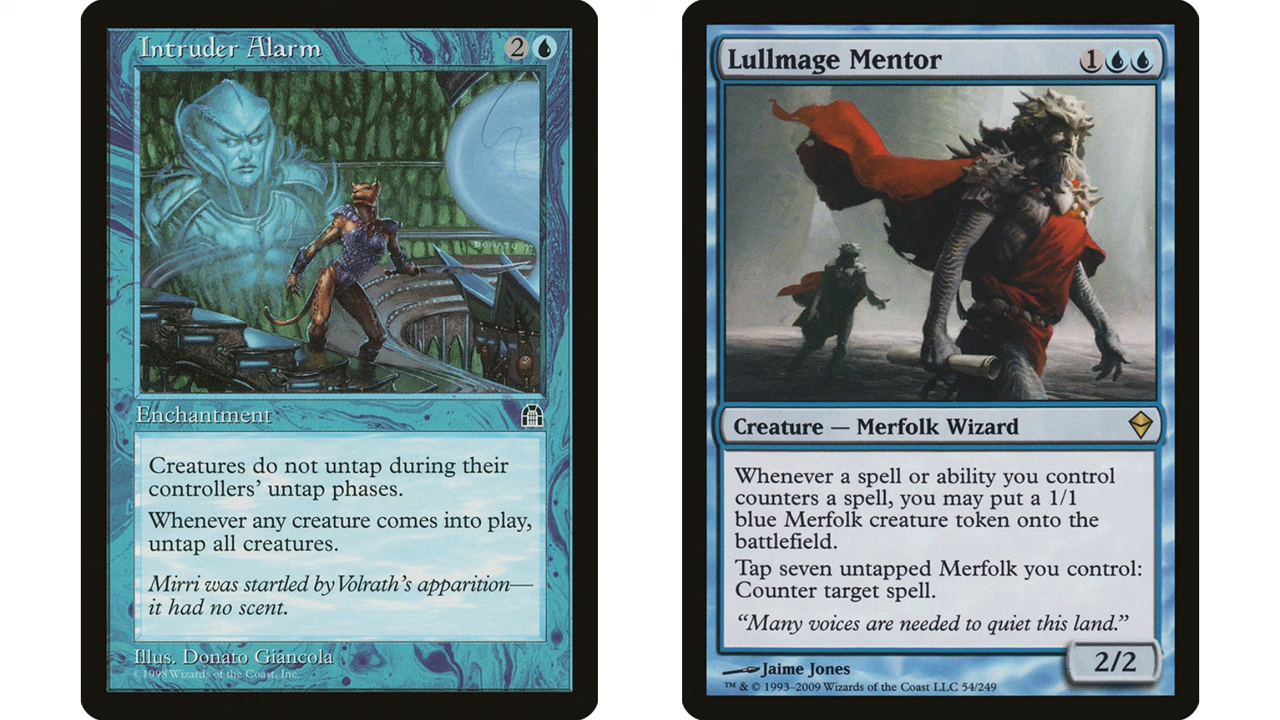 Intruder Alarm
2
DONATO
Enchantment
Creatures do not untap during their
controllers' untap phases.
Whenever any creature comes into play,
untap all creatures.
Mirri was startled by Volrath's apparition—
it had no scent.
Illus. Donato Giancola
© 1998 Wizards of the Coast, Inc.
Lullmage Mentor
1
Creature — Merfolk Wizard
Whenever a spell or ability you control
counters a spell, you may put a 1/1
blue Merfolk creature token onto the
battlefield.
Tap seven untapped Merfolk you control:
Counter target spell.
“Many voices are needed to quiet this land.”
2/2
Jaime Jones
™ & © 1993–2009 Wizards of the Coast LLC 54/249